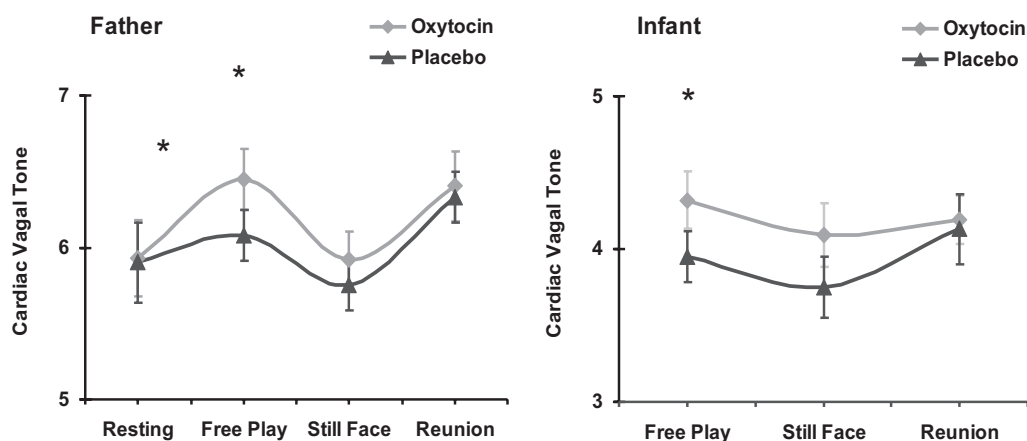 Father
Oxytocin
Placebo
*
*
Cardiac Vagal Tone
7
6
5
Resting Free Play Still Face Reunion
Infant
Oxytocin
Placebo
*
Cardiac Vagal Tone
5
4
3
Free Play Still Face Reunion